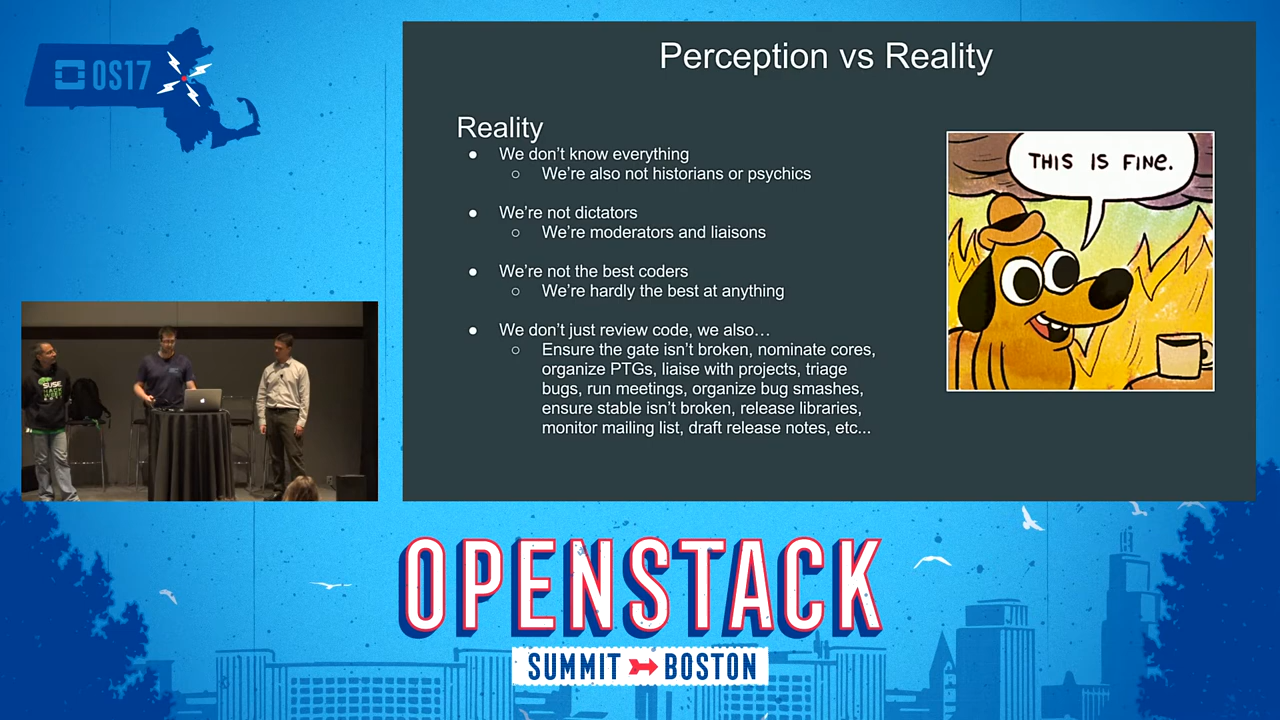 OS17
Perception vs Reality
Reality
● We don't know everything
○ We're also not historians or psychics
● We're not dictators
○ We're moderators and liaisons
● We're not the best coders
○ We're hardly the best at anything
● We don't just review code, we also…
○ Ensure the gate isn't broken, nominate cores,
organize PTGs, liaise with projects, triage
bugs, run meetings, organize bug smashes,
ensure stable isn't broken, release libraries,
monitor mailing list, draft release notes, etc...
THIS IS FINE.
SUSE
HACK
WEEK
OPENSTACK
SUMMIT BOSTON